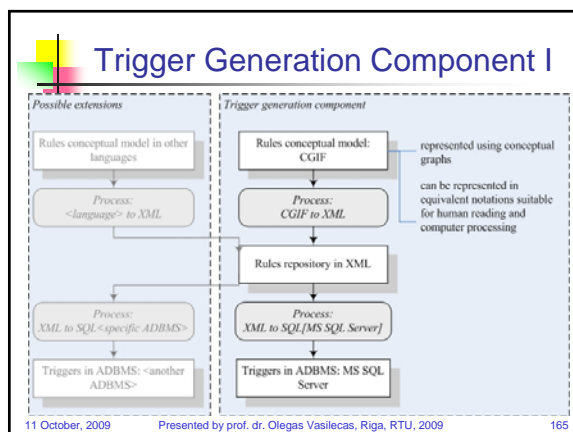 Trigger Generation Component I
Possible extensions
Rules conceptual model in other
languages
Process:
<language> to XML
Process:
XML to SQL<specific ADBMS>
Triggers in ADBMS: <another
ADBMS>
Trigger generation component
Rules conceptual model:
CGIF
Process:
CGIF to XML
Rules repository in XML
Process:
XML to SQL[MS SQL Server]
Triggers in ADBMS: MS SQL
Server
represented using conceptual
graphs
can be represented in
equivalent notations suitable
for human reading and
computer processing
11 October, 2009 Presented by prof. dr. Olegas Vasilecas, Riga, RTU, 2009 165